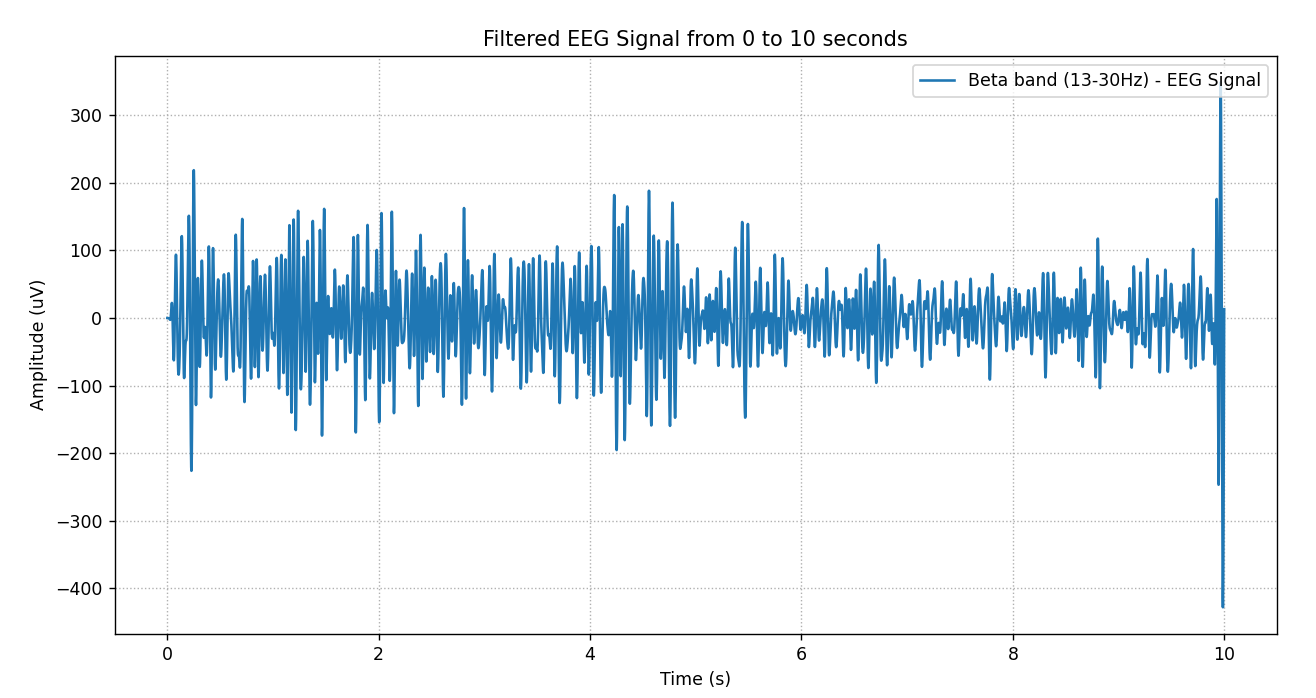 Filtered EEG Signal from 0 to 10 seconds
Beta band (13-30Hz) - EEG Signal
300
200
100
0
−100
−200
−300
−400
Amplitude (uV)
0 2 4 6 8 10
Time (s)